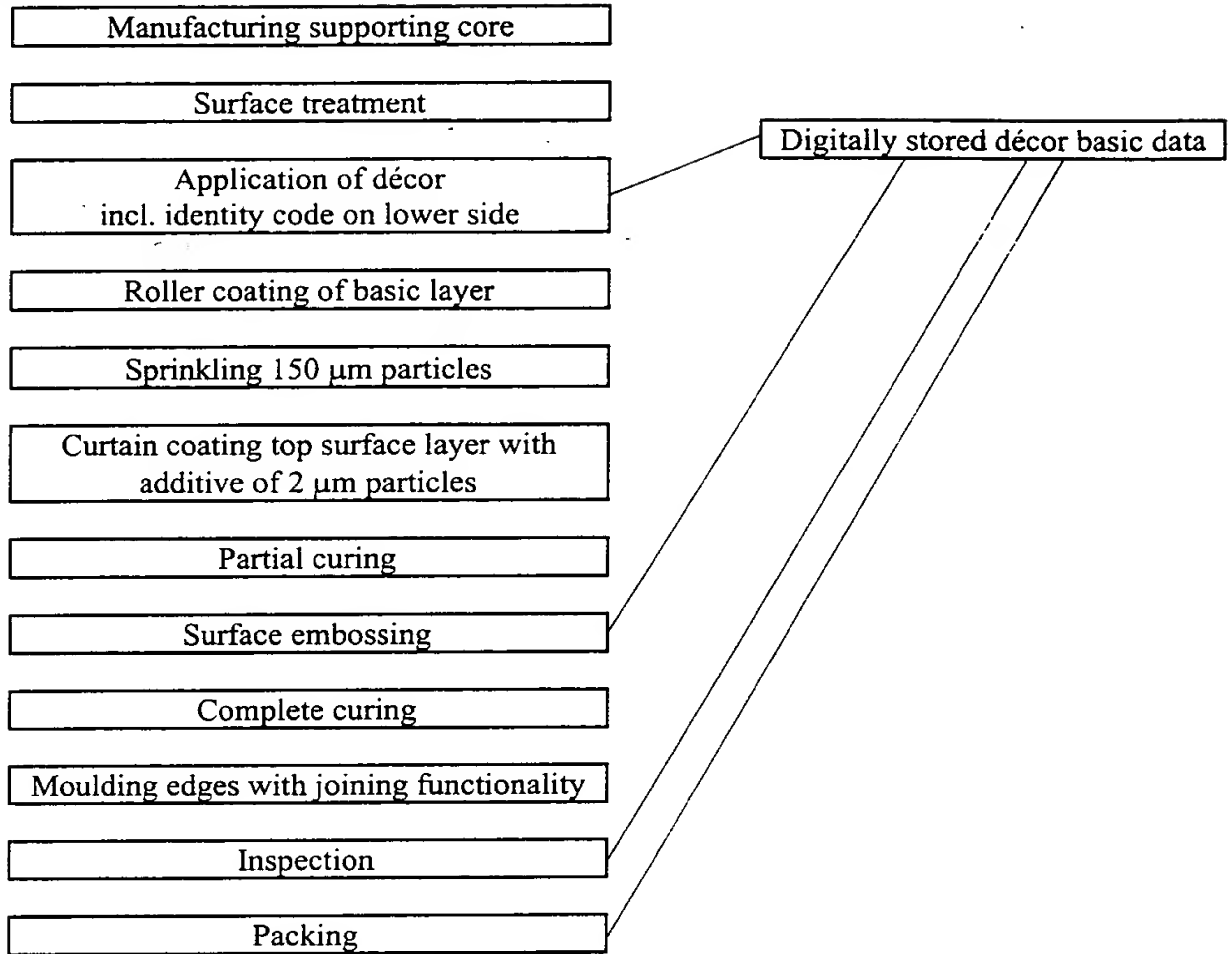 Manufacturing supporting core
Surface treatment
Digitally stored décor basic data
Application of décor
incl. identity code on lower side
Roller coating of basic layer
Sprinkling 150 µm particles
Curtain coating top surface layer with
additive of 2 µm particles
Partial curing
Surface embossing
Complete curing
Moulding edges with joining functionality
Inspection
Packing